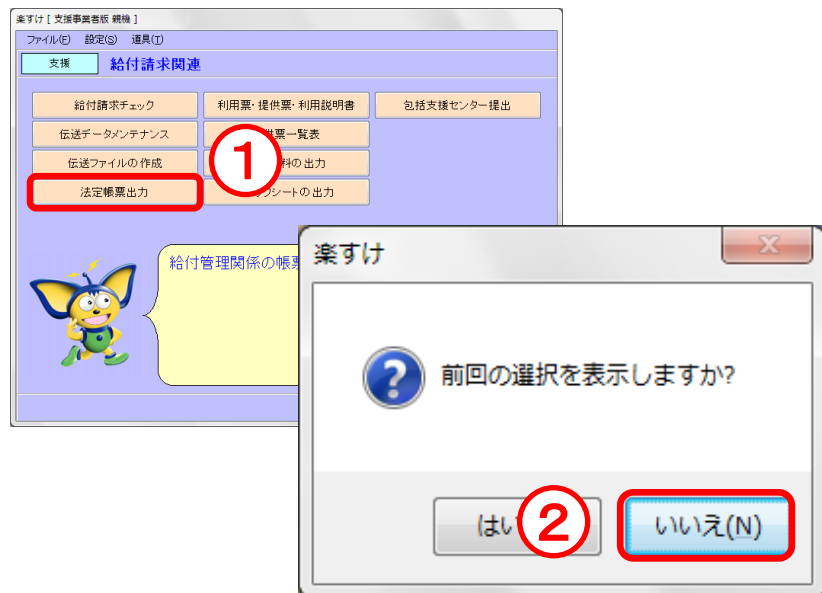 楽すけ [ 支援事業者版 親機 ]
ファイル(F) 設定(S) 道具(T)
支援 給付請求関連
給付請求チェック 利用票・提供票・利用説明書 包括支援センター提出
伝送データメンテナンス 票一覧表
伝送ファイルの作成 料の出力
法定帳票出力 シートの出力
①
給付管理関係の帳票
楽すけ
前回の選択を表示しますか?
はい
②
いいえ(N)